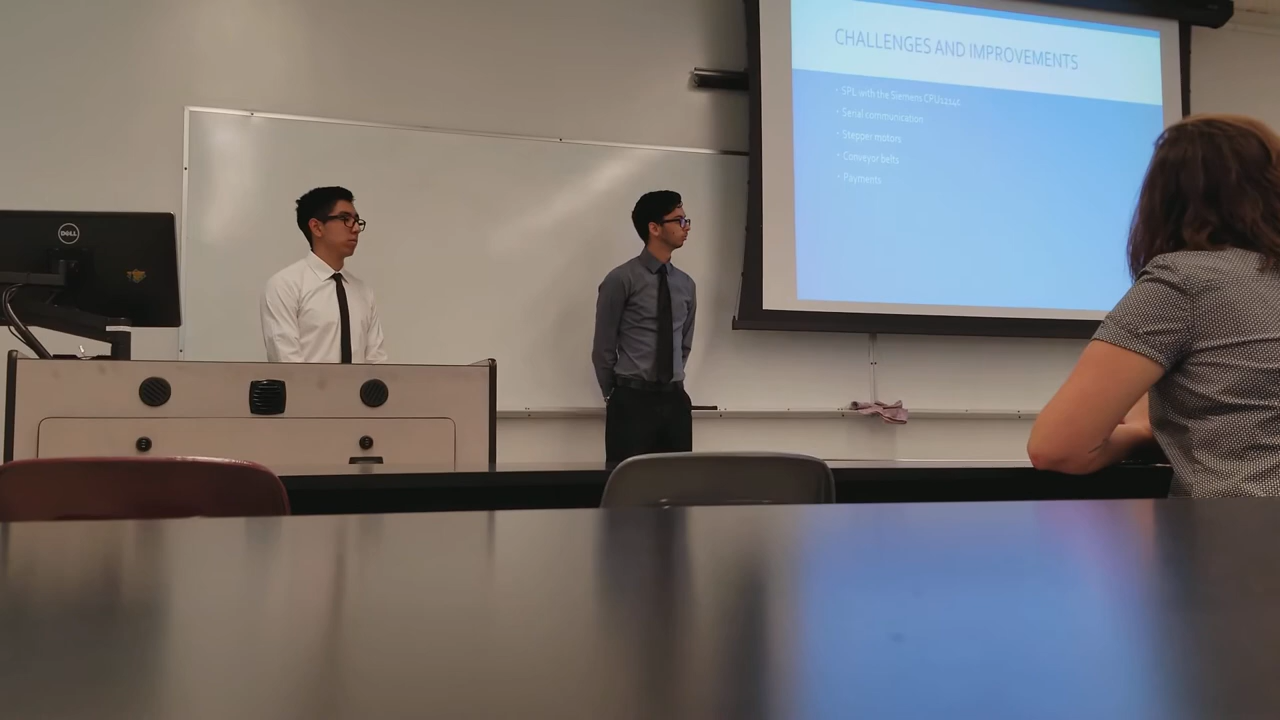 DELL
CHALLENGES AND IMPROVEMENTS
• SPL with the Siemens CPU1214c
• Serial communication
• Stepper motors
• Conveyor belts
• Payments